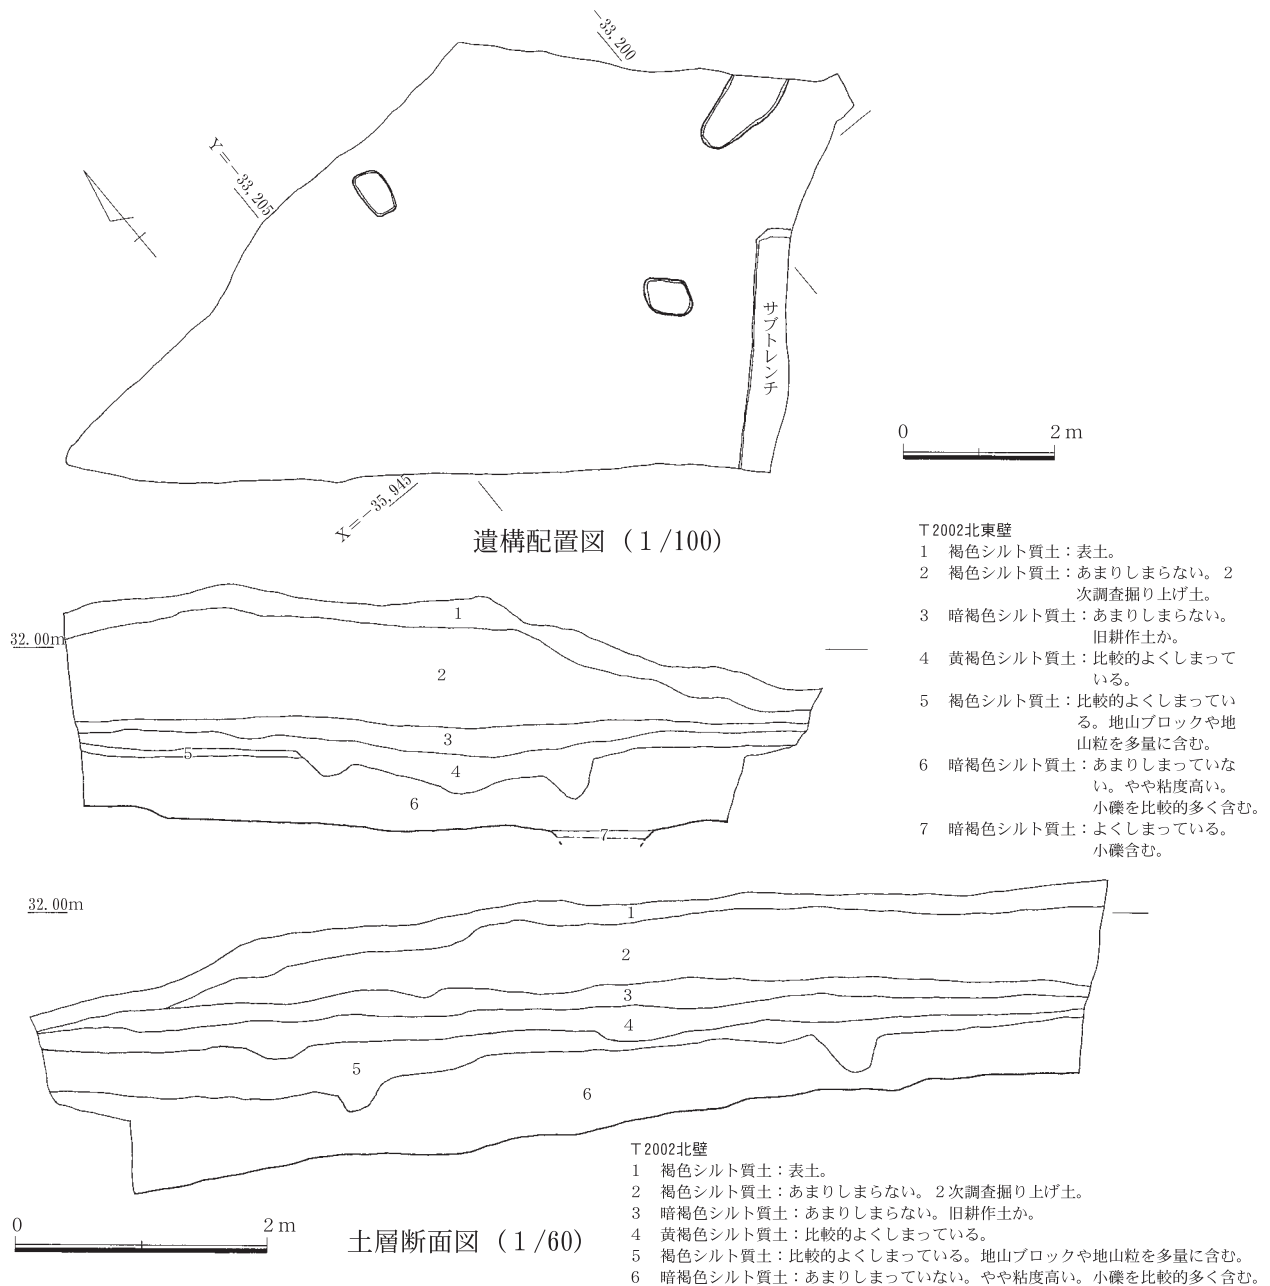 -33,200
Y=-33,205
サブトレンチ
0 2m
X=-35,945
遺構配置図（1/100）
T2002北東壁
1 褐色シルト質土：表土。
2 褐色シルト質土：あまりしまらない。2
次調査掘り上げ土。
3 暗褐色シルト質土：あまりしまらない。
旧耕作土か。
4 黄褐色シルト質土：比較的よくしまって
いる。
5 褐色シルト質土：比較的よくしまってい
る。地山ブロックや地
山粒を多量に含む。
6 暗褐色シルト質土：あまりしまっていな
い。やや粘度高い。
小礫を比較的多く含む。
7 暗褐色シルト質土：よくしまっている。
小礫含む。
32.00m
1
2
3
5
4
6
7
32.00m
1
2
3
4
5
6
T2002北壁
1 褐色シルト質土：表土。
2 褐色シルト質土：あまりしまらない。2次調査掘り上げ土。
3 暗褐色シルト質土：あまりしまらない。旧耕作土か。
4 黄褐色シルト質土：比較的よくしまっている。
5 褐色シルト質土：比較的よくしまっている。地山ブロックや地山粒を多量に含む。
6 暗褐色シルト質土：あまりしまっていない。やや粘度高い。小礫を比較的多く含む。
0 2m
土層断面図（1/60）